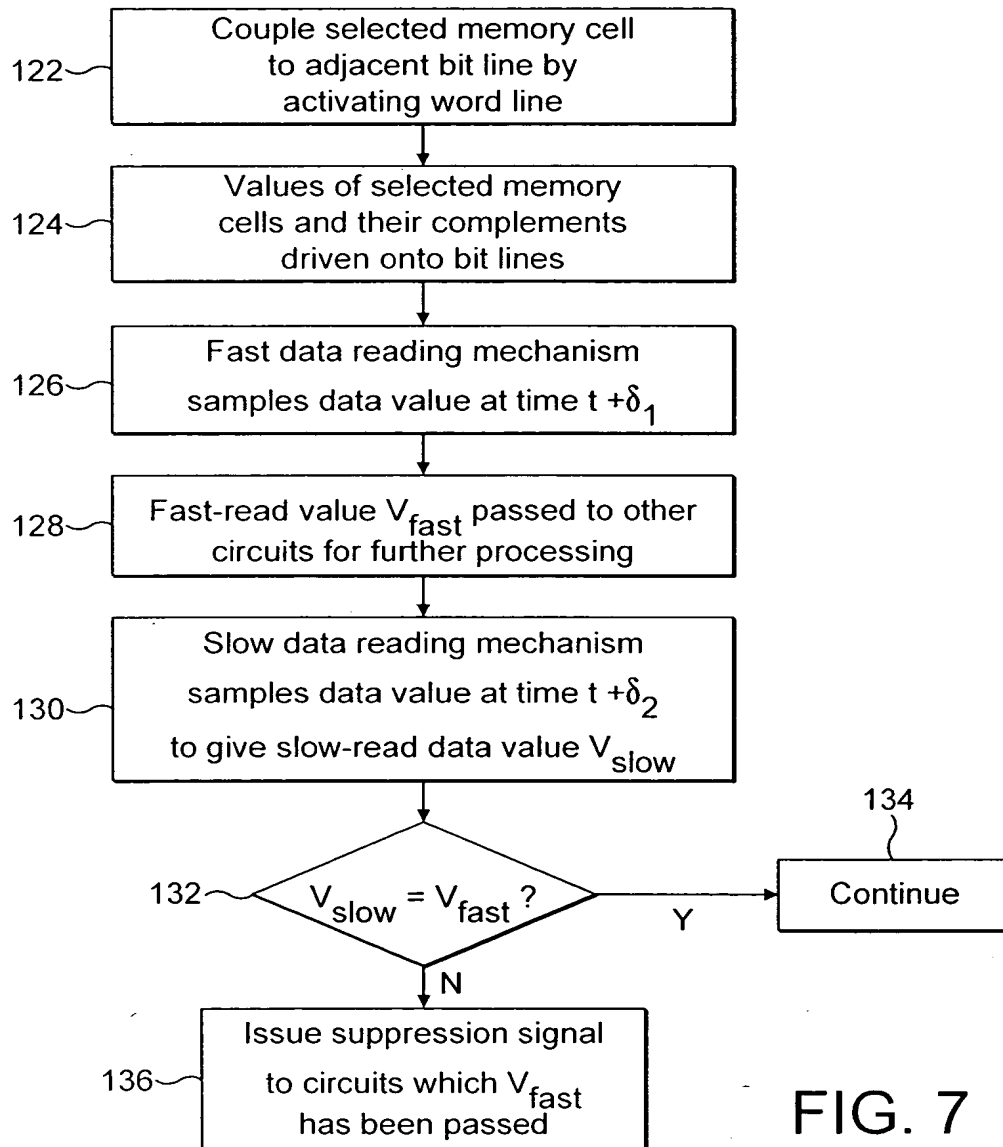 122
Couple selected memory cell
to adjacent bit line by
activating word line
124
Values of selected memory
cells and their complements
driven onto bit lines
126
Fast data reading mechanism
samples data value at time t +δ1
128
Fast-read value Vfast passed to other
circuits for further processing
130
Slow data reading mechanism
samples data value at time t +δ2
to give slow-read data value Vslow
132
Vslow = Vfast ?
Y
134
Continue
N
136
Issue suppression signal
to circuits which Vfast
has been passed
FIG. 7